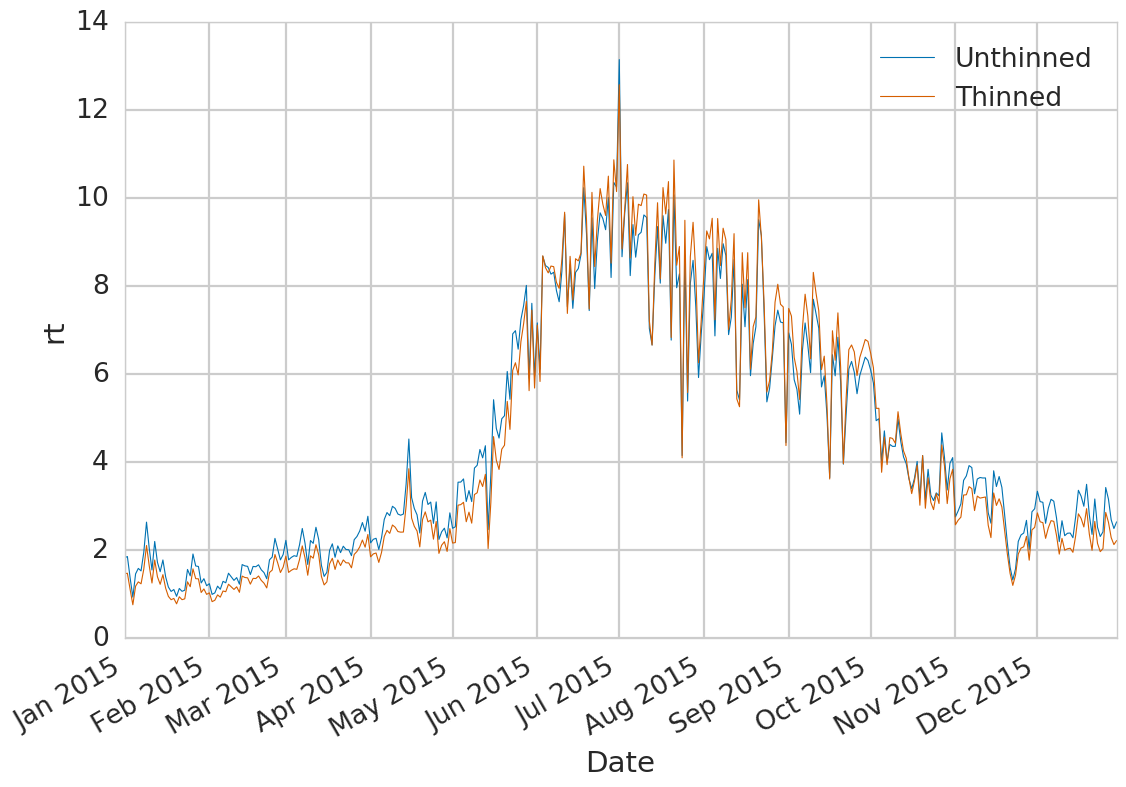 14
12
10
8
6
4
2
0
rt
Unthinned
Thinned
Jan 2015
Feb 2015
Mar 2015
Apr 2015
May 2015
Jun 2015
Jul 2015
Aug 2015
Sep 2015
Oct 2015
Nov 2015
Dec 2015
Date